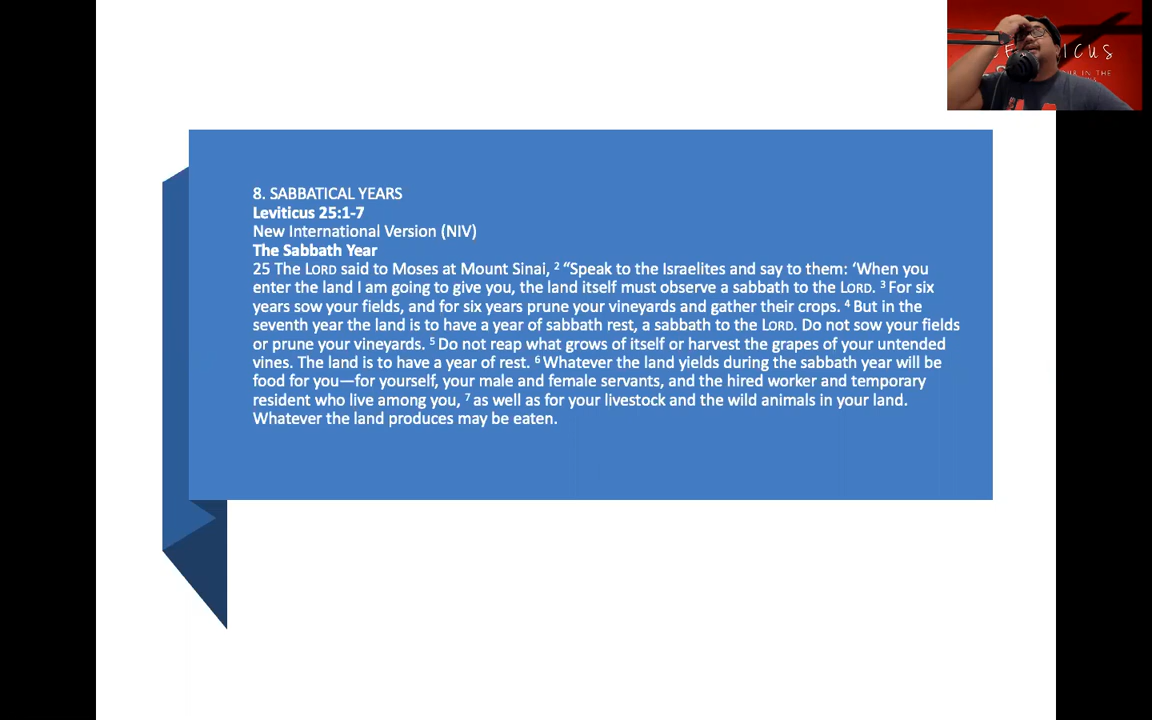 8. SABBATICAL YEARS
Leviticus 25:1-7
New International Version (NIV)
The Sabbath Year
25 The LORD said to Moses at Mount Sinai, 2 “Speak to the Israelites and say to them: ‘When you
enter the land I am going to give you, the land itself must observe a sabbath to the LORD. 3 For six
years sow your fields, and for six years prune your vineyards and gather their crops. 4 But in the
seventh year the land is to have a year of sabbath rest, a sabbath to the LORD. Do not sow your fields
or prune your vineyards. 5 Do not reap what grows of itself or harvest the grapes of your untended
vines. The land is to have a year of rest. 6 Whatever the land yields during the sabbath year will be
food for you—for yourself, your male and female servants, and the hired worker and temporary
resident who live among you, 7 as well as for your livestock and the wild animals in your land.
Whatever the land produces may be eaten.
IN THE